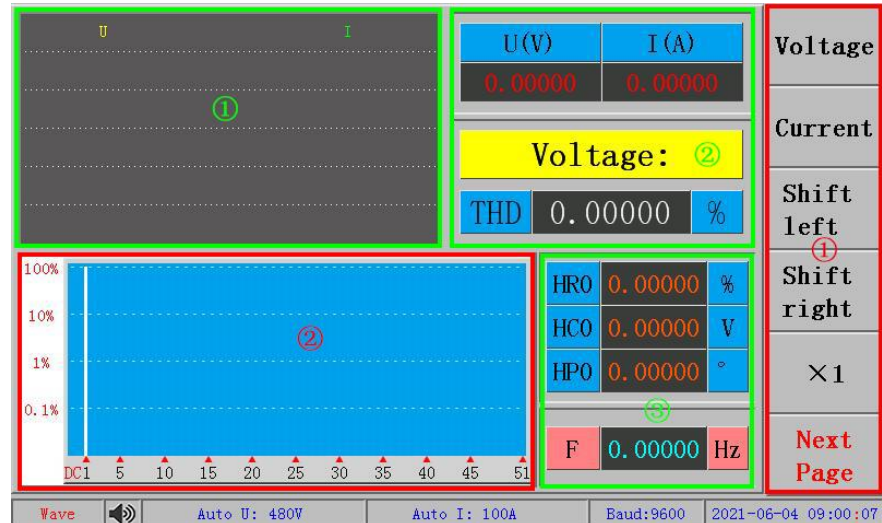 U I
①
U(V) I(A)
0.00000 0.00000
Voltage: ②
THD 0.00000 %
Voltage
Current
Shift
left
①
Shift
right
×1
Next
Page
100%
10%
1%
0.1%
②
DC1 5 10 15 20 25 30 35 40 45 51
HR0 0.00000 %
HC0 0.00000 V
HP0 0.00000 °
③
F 0.00000 Hz
Wave Auto U: 480V Auto I: 100A Baud:9600 2021-06-04 09:00:07